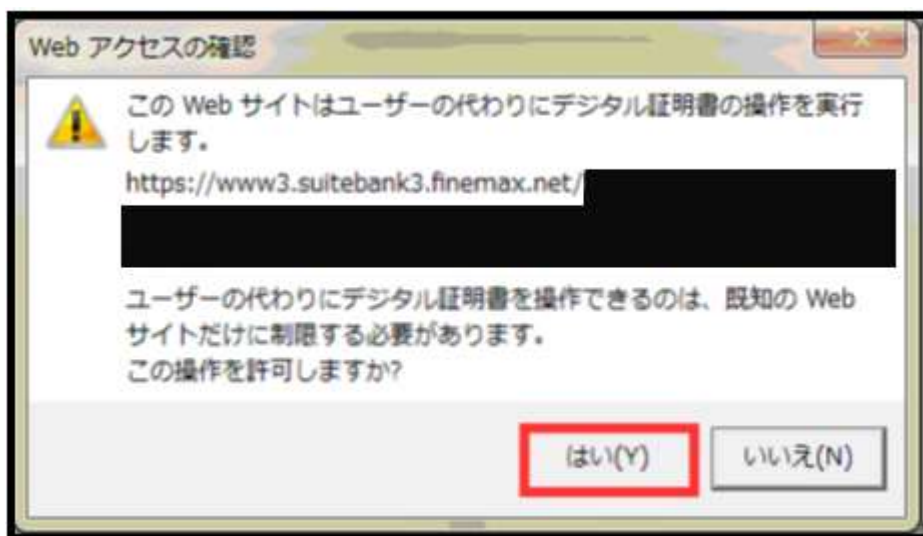 Web アクセスの確認
この Web サイトはユーザーの代わりにデジタル証明書の操作を実行
します。
https://www3.suitebank3.finemax.net/
ユーザーの代わりにデジタル証明書を操作できるのは、既知の Web
サイトだけに制限する必要があります。
この操作を許可しますか?
はい(Y)
いいえ(N)